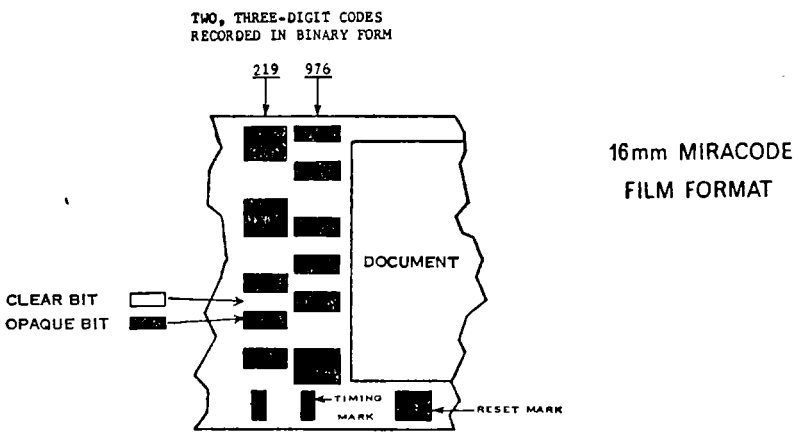 TWO, THREE-DIGIT CODES
RECORDED IN BINARY FORM
219 976
16mm MIRACODE
FILM FORMAT
DOCUMENT
CLEAR BIT
OPAQUE BIT
TIMING
MARK
RESET MARK